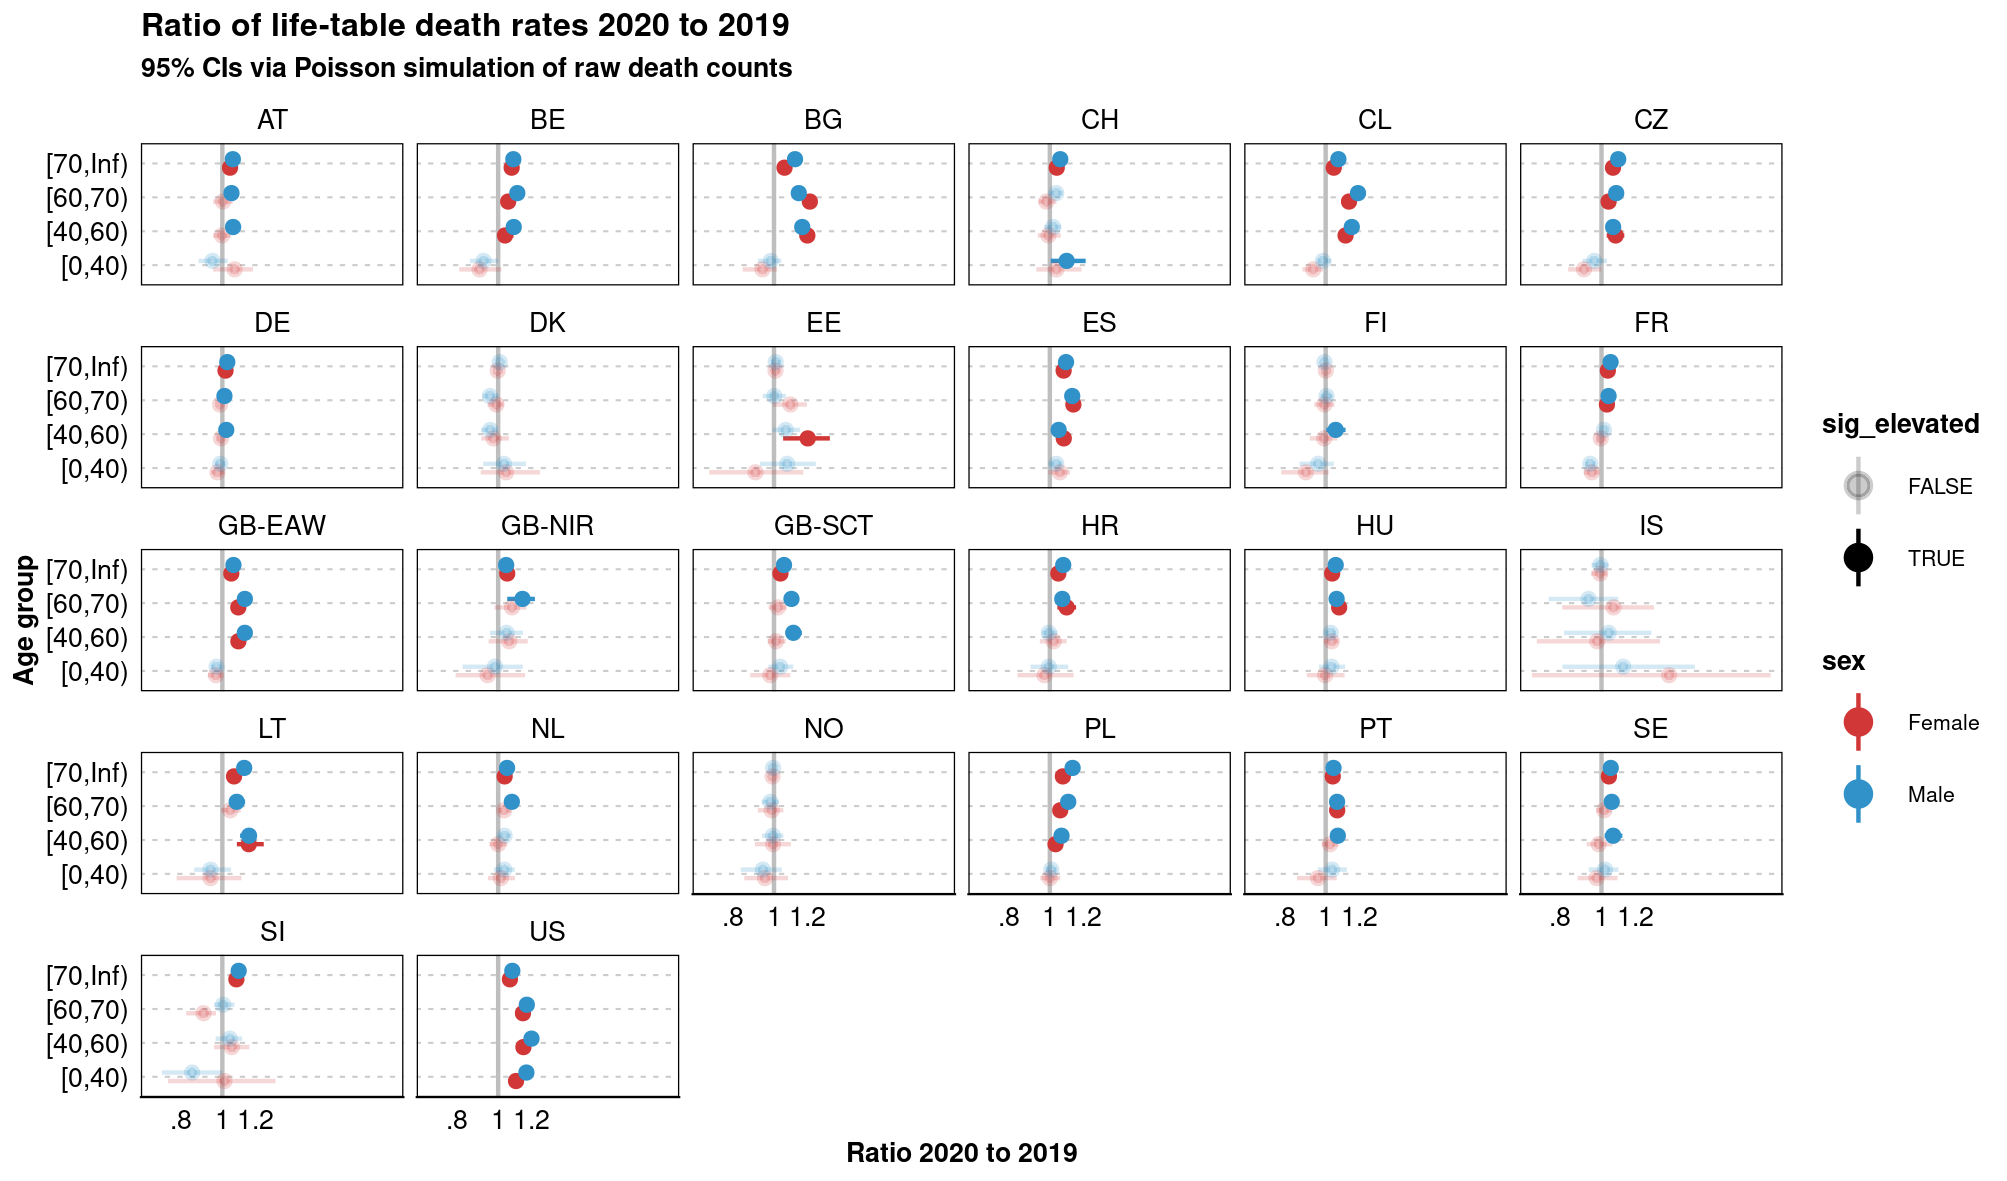 Ratio of life-table death rates 2020 to 2019
95% CIs via Poisson simulation of raw death counts
AT BE BG CH CL CZ
[70,Inf)
[60,70)
[40,60)
[0,40)
DE DK EE ES FI FR
[70,Inf)
[60,70)
[40,60)
[0,40)
GB-EAW GB-NIR GB-SCT HR HU IS
[70,Inf)
[60,70)
[40,60)
[0,40)
LT NL NO PL PT SE
[70,Inf)
[60,70)
[40,60)
[0,40)
.8 1 1.2 .8 1 1.2 .8 1 1.2 .8 1 1.2
SI US
[70,Inf)
[60,70)
[40,60)
[0,40)
.8 1 1.2 .8 1 1.2
Ratio 2020 to 2019
Age group
sig_elevated
FALSE
TRUE
sex
Female
Male